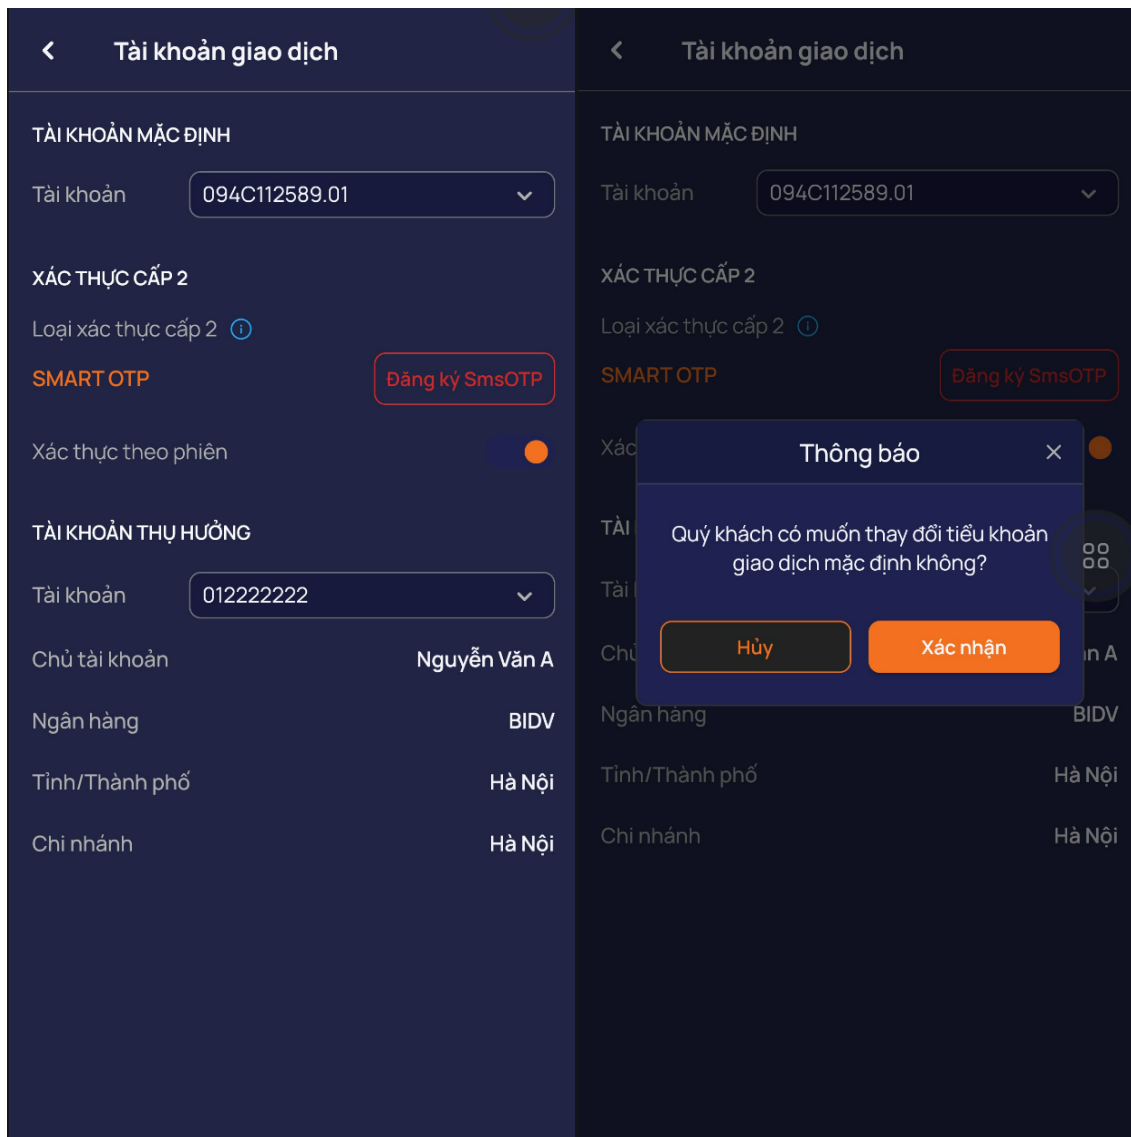 Tài khoản giao dịch
TÀI KHOẢN MẶC ĐỊNH
Tài khoản 094C112589.01
XÁC THỰC CẤP 2
Loại xác thực cấp 2
SMART OTP Đăng ký SmsOTP
Xác thực theo phiên
TÀI KHOẢN THỤ HƯỞNG
Tài khoản 012222222
Chủ tài khoản Nguyễn Văn A
Ngân hàng BIDV
Tỉnh/Thành phố Hà Nội
Chi nhánh Hà Nội
Tài khoản giao dịch
TÀI KHOẢN MẶC ĐỊNH
Tài khoản 094C112589.01
XÁC THỰC CẤP 2
Loại xác thực cấp 2
SMART OTP Đăng ký SmsOTP
Xác
Thông báo
TÀI
Quý khách có muốn thay đổi tiểu khoản
giao dịch mặc định không?
Tài
Hủy Xác nhận
Chủ n A
Ngân hàng BIDV
Tỉnh/Thành phố Hà Nội
Chi nhánh Hà Nội